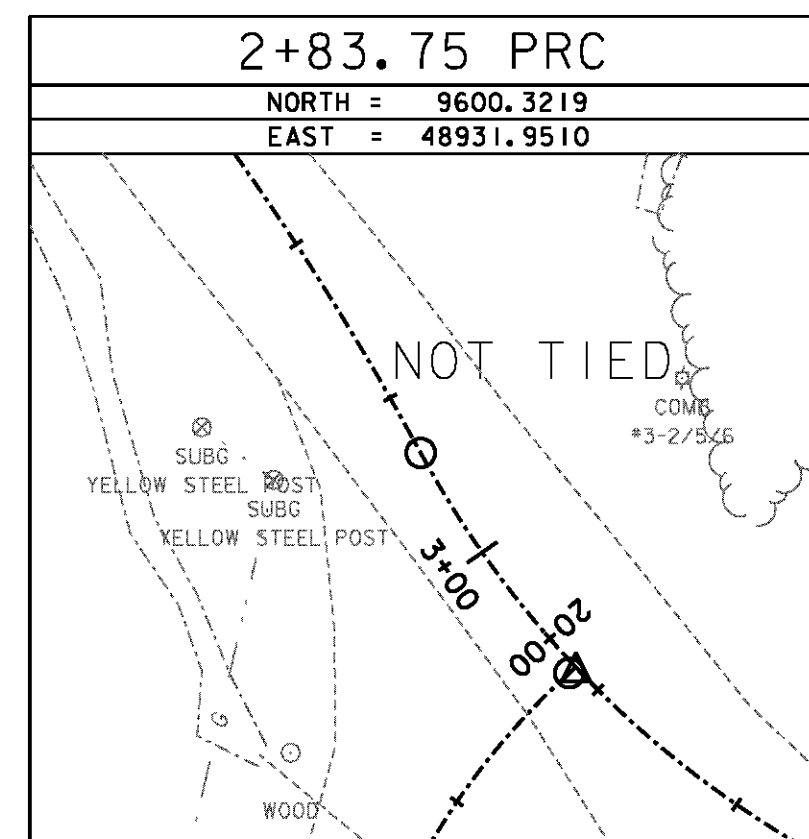 2+83.75 PRC
NORTH = 9600.3219
EAST = 48931.9510
NOT TIED
COMB
#3-2/5/6
SUBG
YELLOW STEEL POST
SUBG
YELLOW STEEL POST
3+00
20+00
G
WOOD